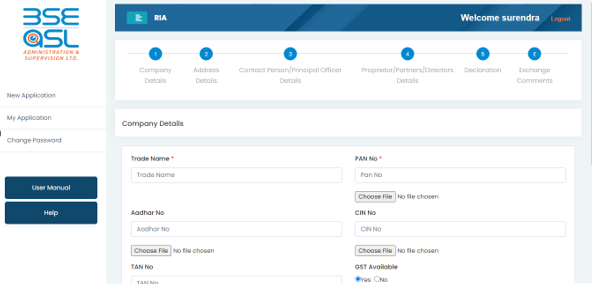 BSE
ASL
ADMINISTRATION &
SUPERVISION LTD.
RIA
Welcome surendra
Logout
New Application
My Application
Change Password
User Manual
Help
1
2
3
4
5
6
Company
Details
Address
Details
Contact Person/Principal Officer
Details
Proprietor/Partners/Directors
Details
Declaration
Exchange
Comments
Company Details
Trade Name *
PAN No *
Trade Name
Pan No
Choose File No file chosen
Aadhar No
CIN No
Aadhar No
CIN No
Choose File No file chosen
Choose File No file chosen
TAN No
GST Available
TAN No
Yes No